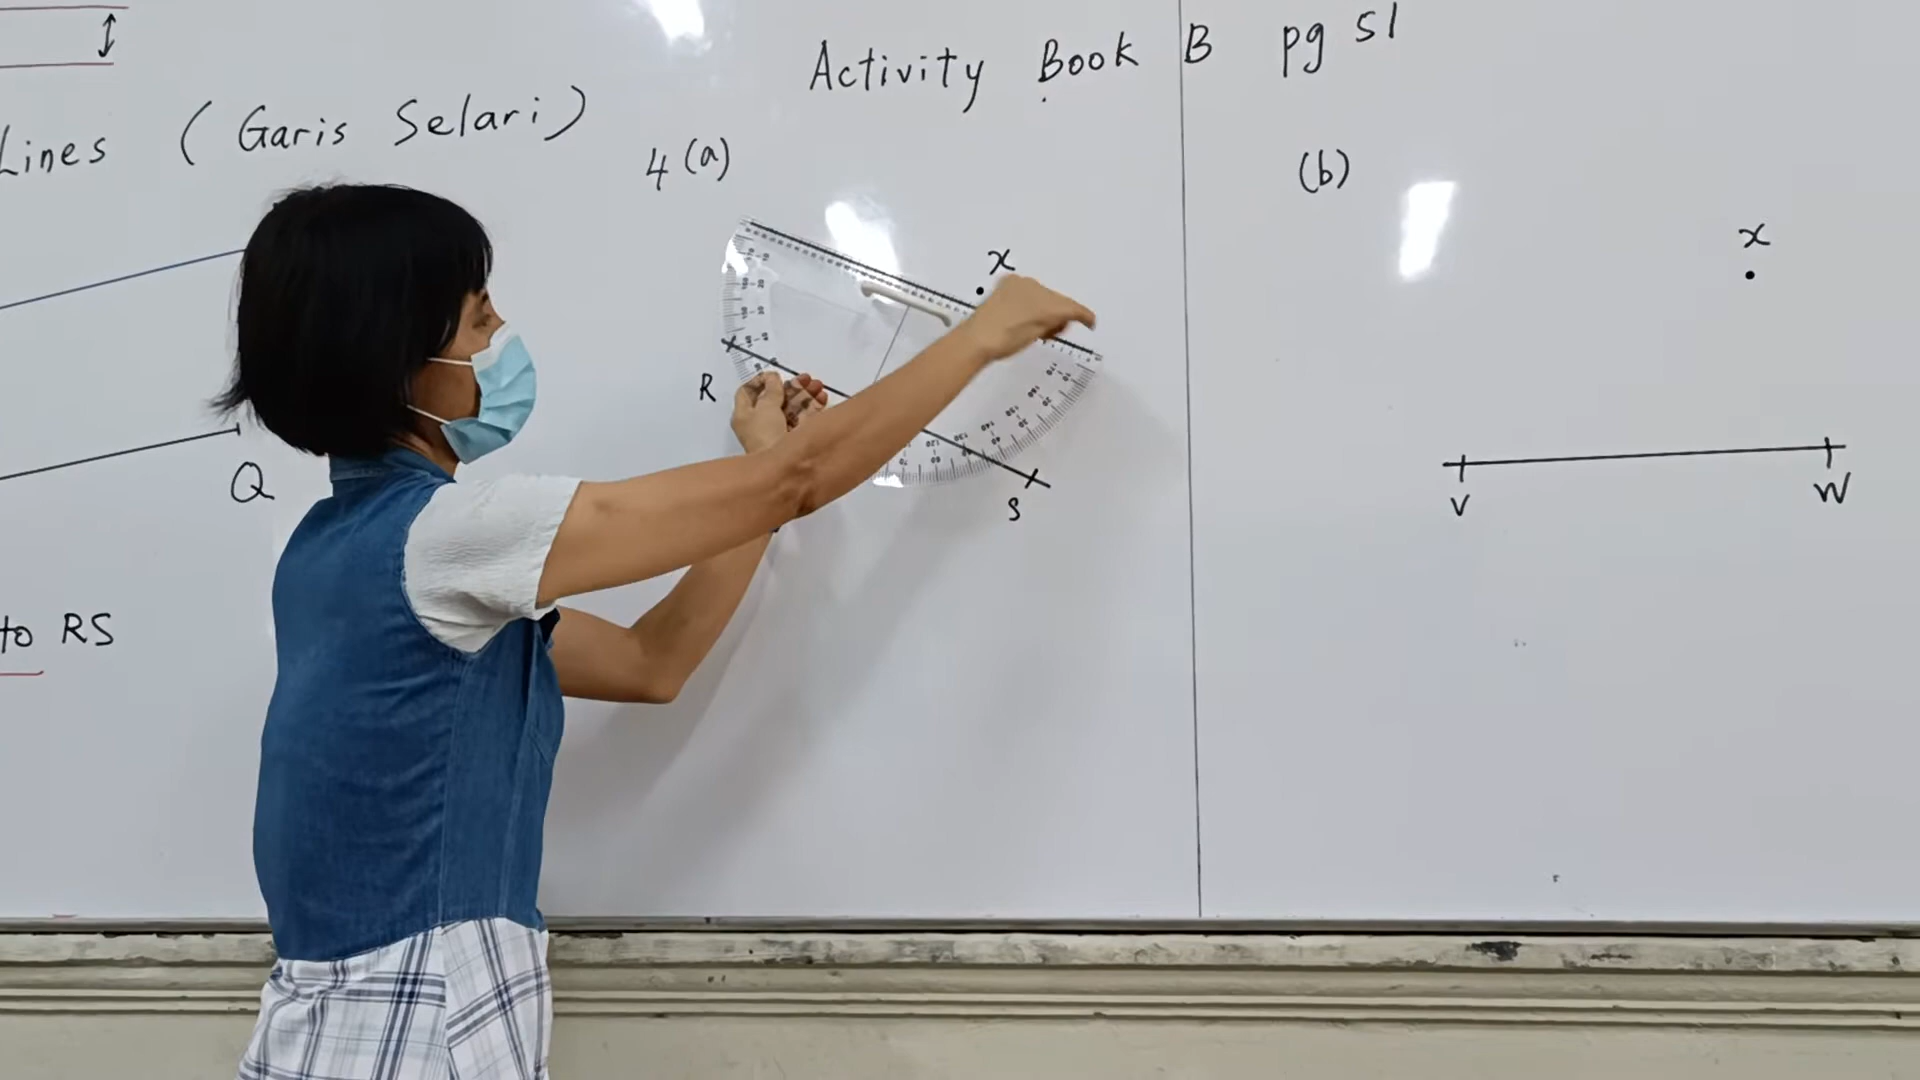 Activity Book B pg 51
Lines ( Garis Selari )
4 (a)
(b)
x
x
R
S
Q
V
W
to RS